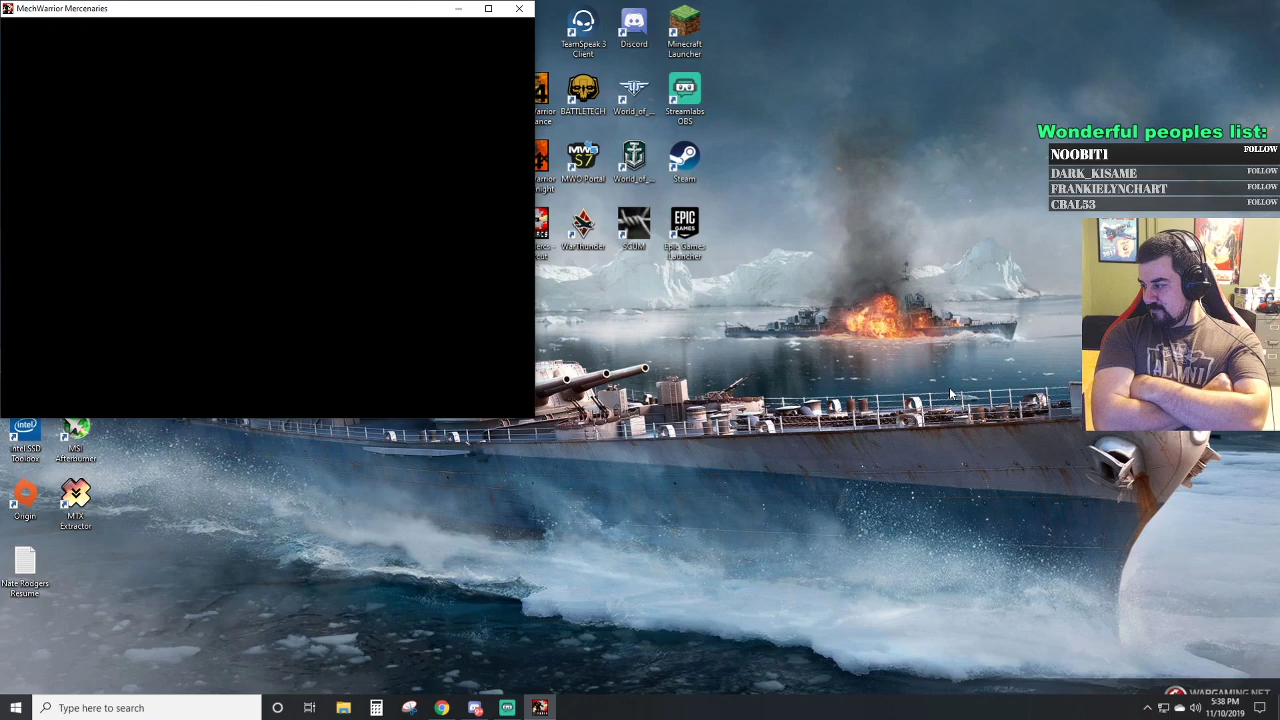 MechWarrior Mercenaries
TeamSpeak 3
Client
Discord
Minecraft
Launcher
BATTLETECH
World_of_...
Streamlabs
OBS
MWO Portal
World_of_...
Steam
WarThunder
SCUM
EPIC
GAMES
Epic Games
Launcher
Wonderful peoples list:
NOOBIT1 FOLLOW
DARK_KISAME FOLLOW
FRANKIELYNCHART FOLLOW
CBAL53 FOLLOW
intel
Intel SSD
Toolbox
MSI
Afterburner
Origin
MTX
Extractor
Nate Rodgers
Resume
WARGAMING.NET
Type here to search
5:38 PM
11/10/2019